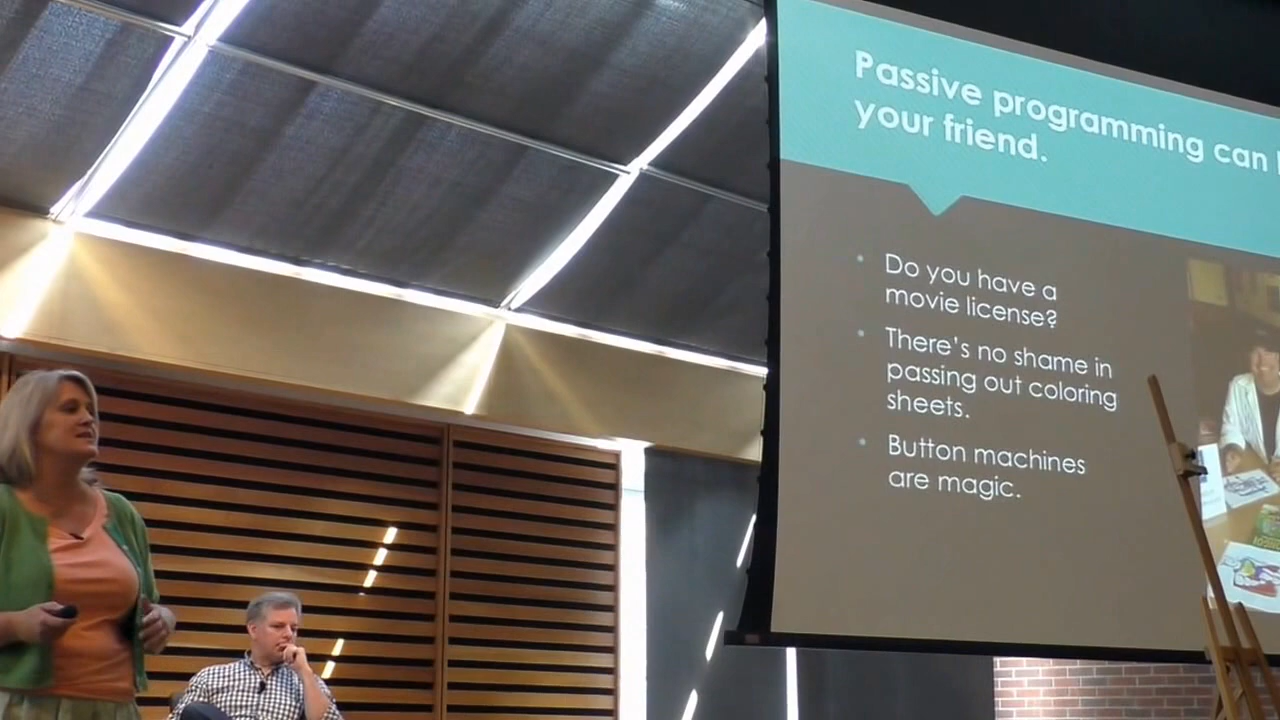 Passive programming can
your friend.
Do you have a
movie license?
There's no shame in
passing out coloring
sheets.
Button machines
are magic.